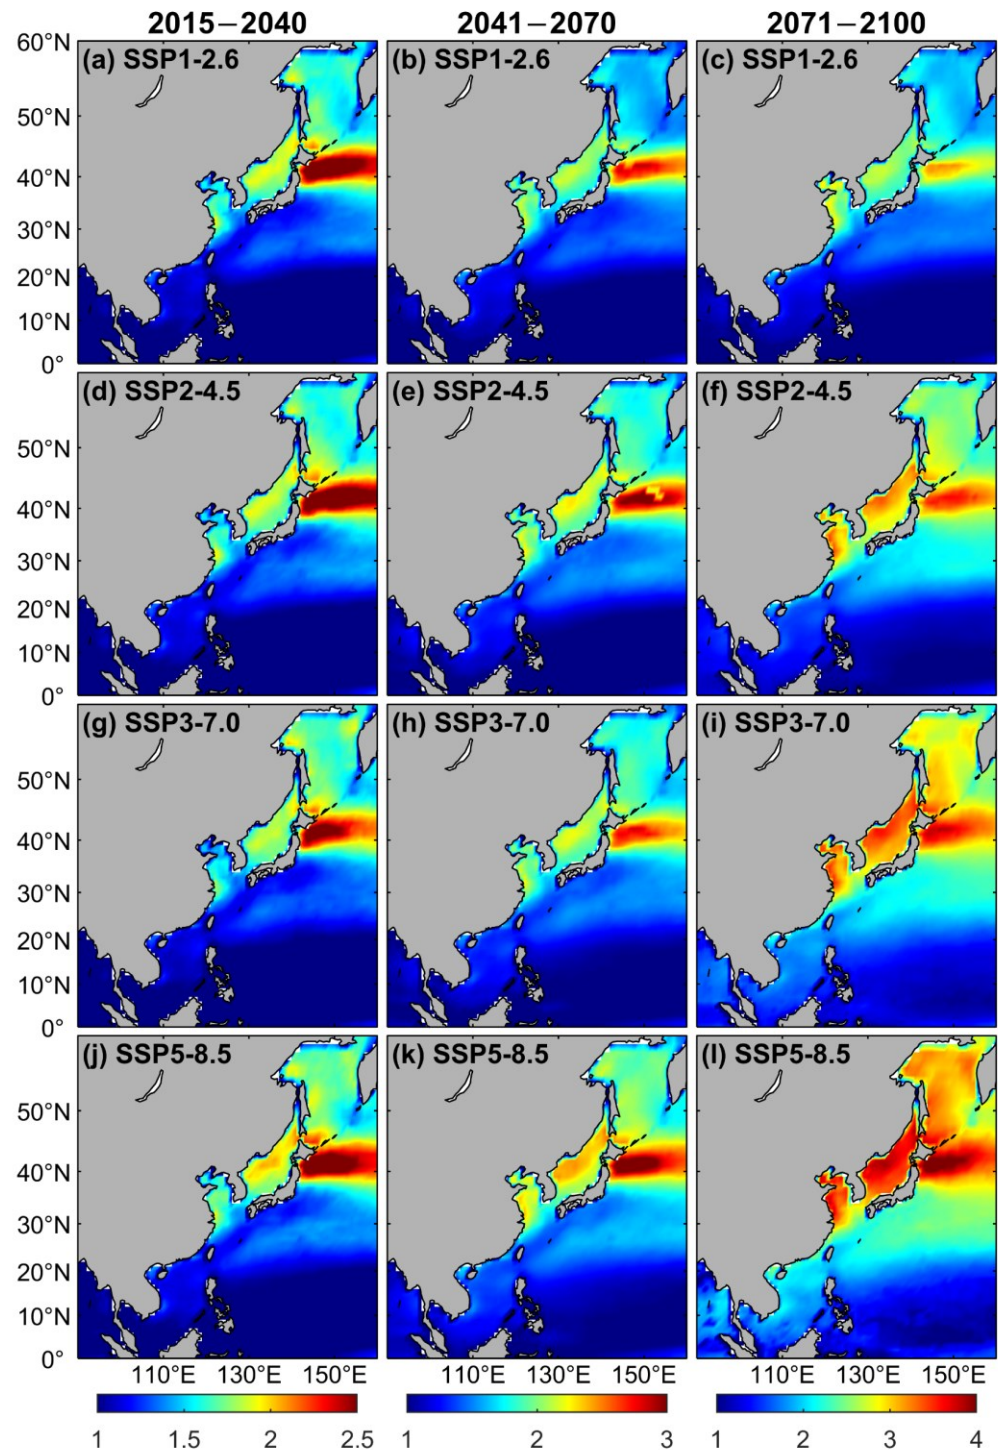 2015−2040 2041−2070 2071−2100
60°N (a) SSP1-2.6 (b) SSP1-2.6 (c) SSP1-2.6
50°N
40°N
30°N
20°N
10°N
0°
(d) SSP2-4.5 (e) SSP2-4.5 (f) SSP2-4.5
50°N
40°N
30°N
20°N
10°N
0°
(g) SSP3-7.0 (h) SSP3-7.0 (i) SSP3-7.0
50°N
40°N
30°N
20°N
10°N
0°
(j) SSP5-8.5 (k) SSP5-8.5 (l) SSP5-8.5
50°N
40°N
30°N
20°N
10°N
0°
110°E 130°E 150°E 110°E 130°E 150°E 110°E 130°E 150°E
1 1.5 2 2.5 1 2 3 1 2 3 4